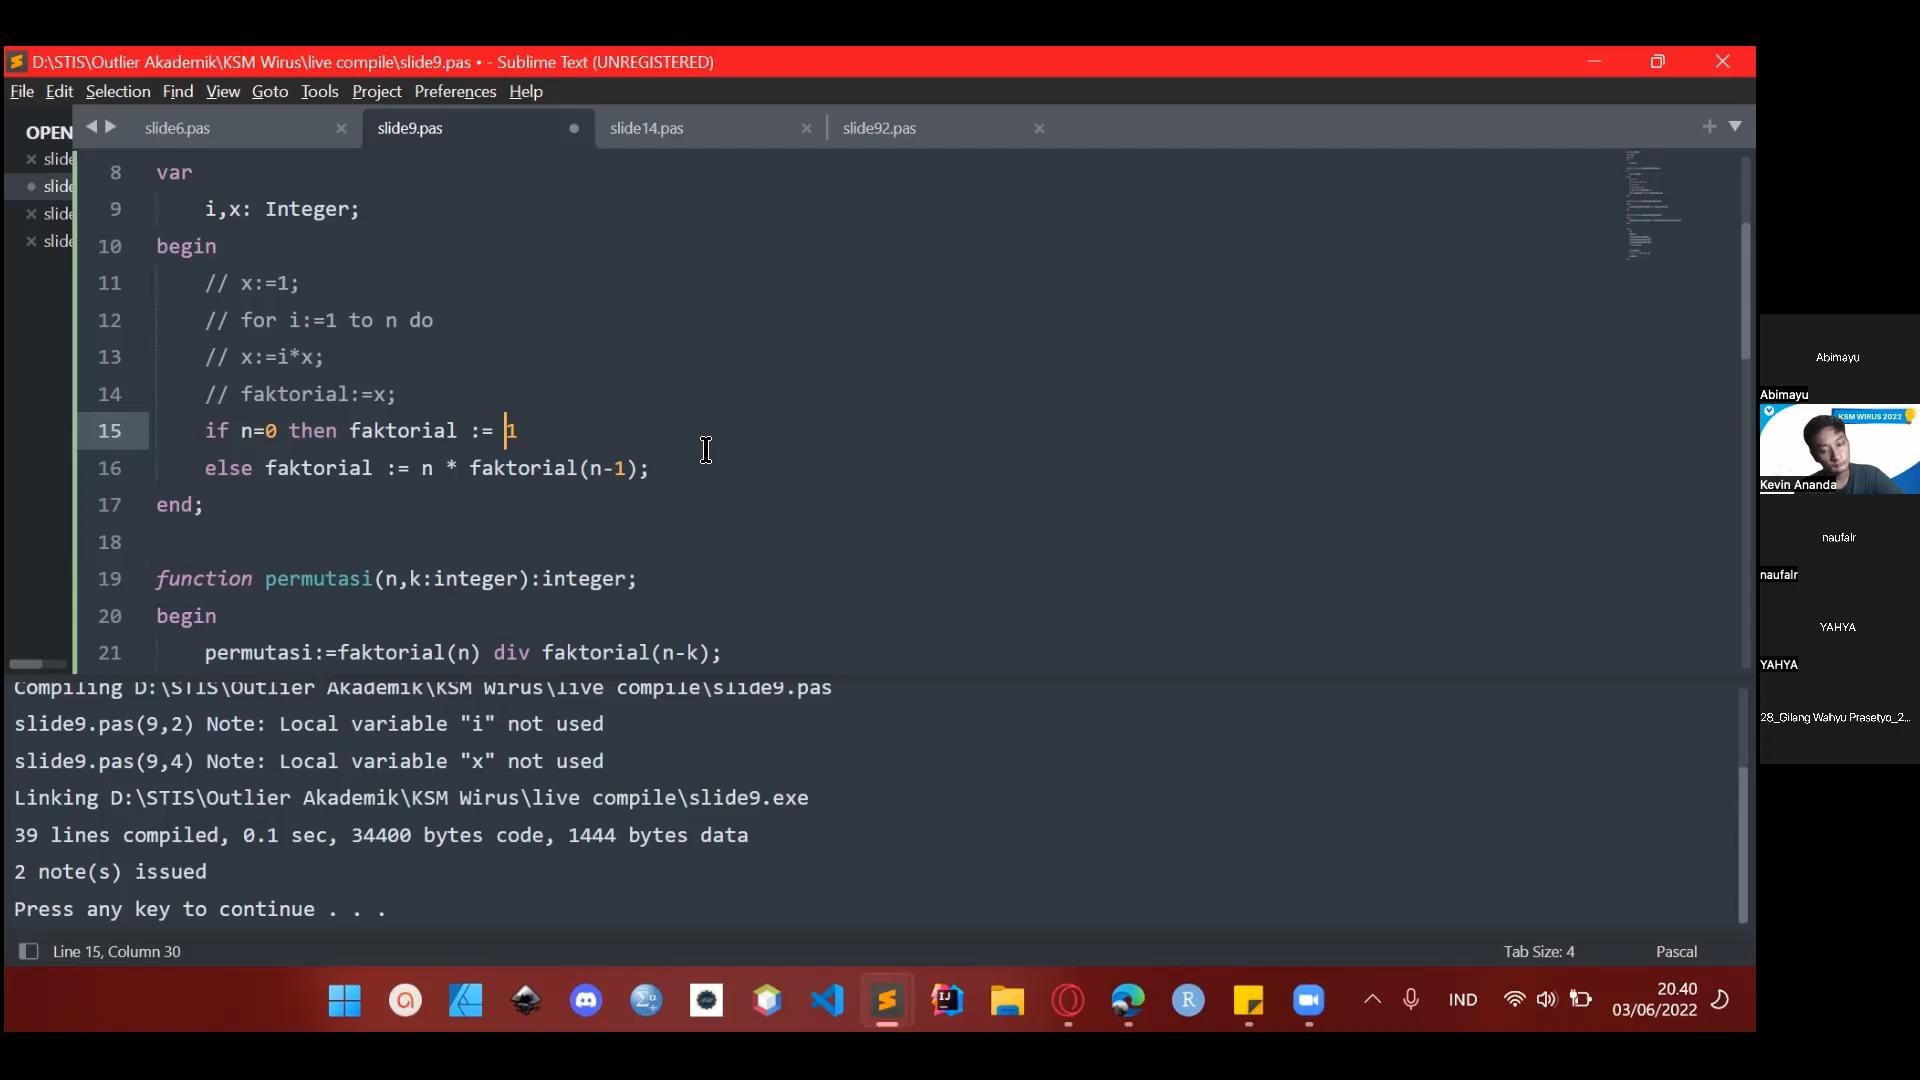 D:\STIS\Outlier Akademik\KSM Wirus\live compile\slide9.pas • - Sublime Text (UNREGISTERED)
File Edit Selection Find View Goto Tools Project Preferences Help
OPEN
slide
slide
slide
slide
slide6.pas
slide9.pas
slide14.pas
slide92.pas
8 var
9 i,x: Integer;
10 begin
11 // x:=1;
12 // for i:=1 to n do
13 // x:=i*x;
14 // faktorial:=x;
15 if n=0 then faktorial := 1
16 else faktorial := n * faktorial(n-1);
17 end;
18
19 function permutasi(n,k:integer):integer;
20 begin
21 permutasi:=faktorial(n) div faktorial(n-k);
Compiling D:\STIS\Outlier Akademik\KSM Wirus\live compile\slide9.pas
slide9.pas(9,2) Note: Local variable "i" not used
slide9.pas(9,4) Note: Local variable "x" not used
Linking D:\STIS\Outlier Akademik\KSM Wirus\live compile\slide9.exe
39 lines compiled, 0.1 sec, 34400 bytes code, 1444 bytes data
2 note(s) issued
Press any key to continue . . .
Line 15, Column 30
Tab Size: 4
Pascal
IND
20.40
03/06/2022
Abimayu
Abimayu
KSM WIRUS 2022
Kevin Ananda
naufalr
naufalr
YAHYA
YAHYA
28_Gilang Wahyu Prasetyo_2...